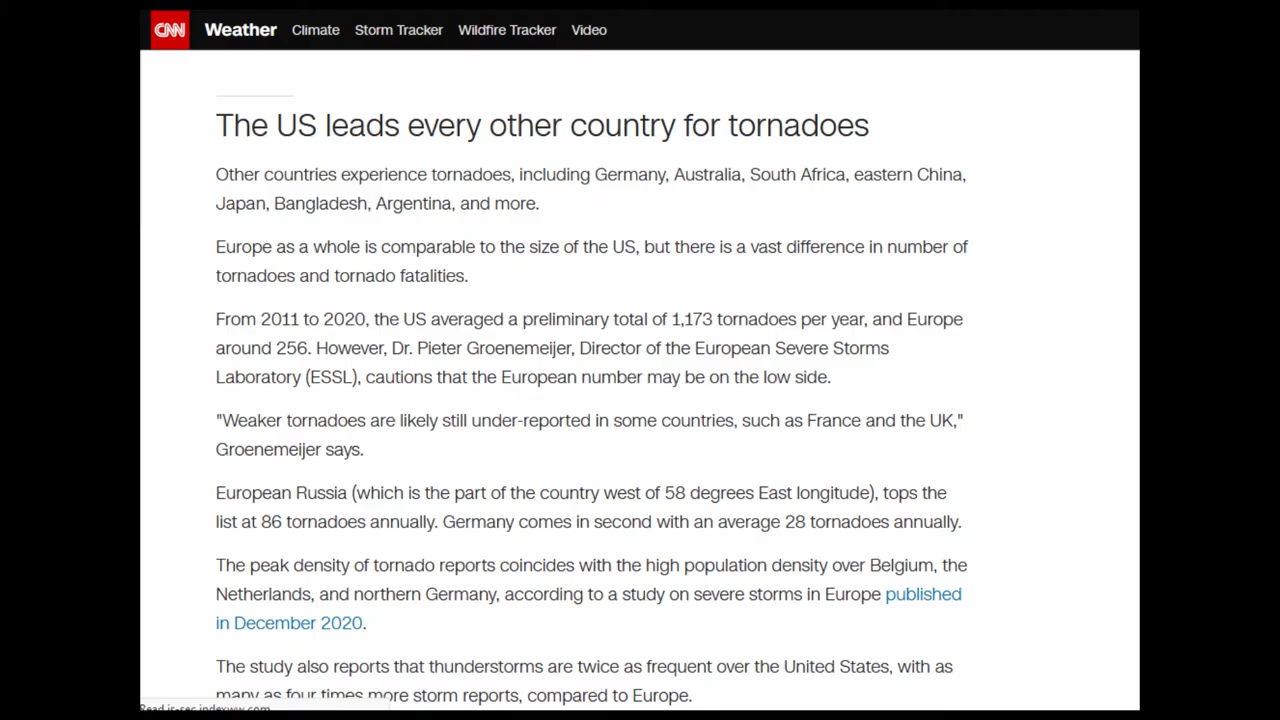 CNN Weather Climate Storm Tracker Wildfire Tracker Video
The US leads every other country for tornadoes
Other countries experience tornadoes, including Germany, Australia, South Africa, eastern China,
Japan, Bangladesh, Argentina, and more.
Europe as a whole is comparable to the size of the US, but there is a vast difference in number of
tornadoes and tornado fatalities.
From 2011 to 2020, the US averaged a preliminary total of 1,173 tornadoes per year, and Europe
around 256. However, Dr. Pieter Groenemeijer, Director of the European Severe Storms
Laboratory (ESSL), cautions that the European number may be on the low side.
"Weaker tornadoes are likely still under-reported in some countries, such as France and the UK,"
Groenemeijer says.
European Russia (which is the part of the country west of 58 degrees East longitude), tops the
list at 86 tornadoes annually. Germany comes in second with an average 28 tornadoes annually.
The peak density of tornado reports coincides with the high population density over Belgium, the
Netherlands, and northern Germany, according to a study on severe storms in Europe published
in December 2020.
The study also reports that thunderstorms are twice as frequent over the United States, with as
many as four times more storm reports, compared to Europe.
Read js-sec.indexww.com